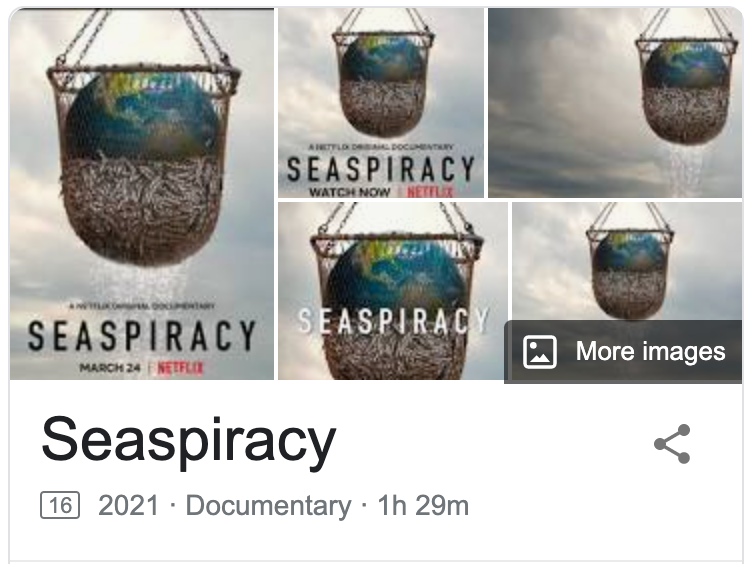 A NETFLIX ORIGINAL DOCUMENTARY
SEASPIRACY
MARCH 24 | NETFLIX
A NETFLIX ORIGINAL DOCUMENTARY
SEASPIRACY
WATCH NOW | NETFLIX
SEASPIRACY
More images
Seaspiracy
16 2021 · Documentary · 1h 29m